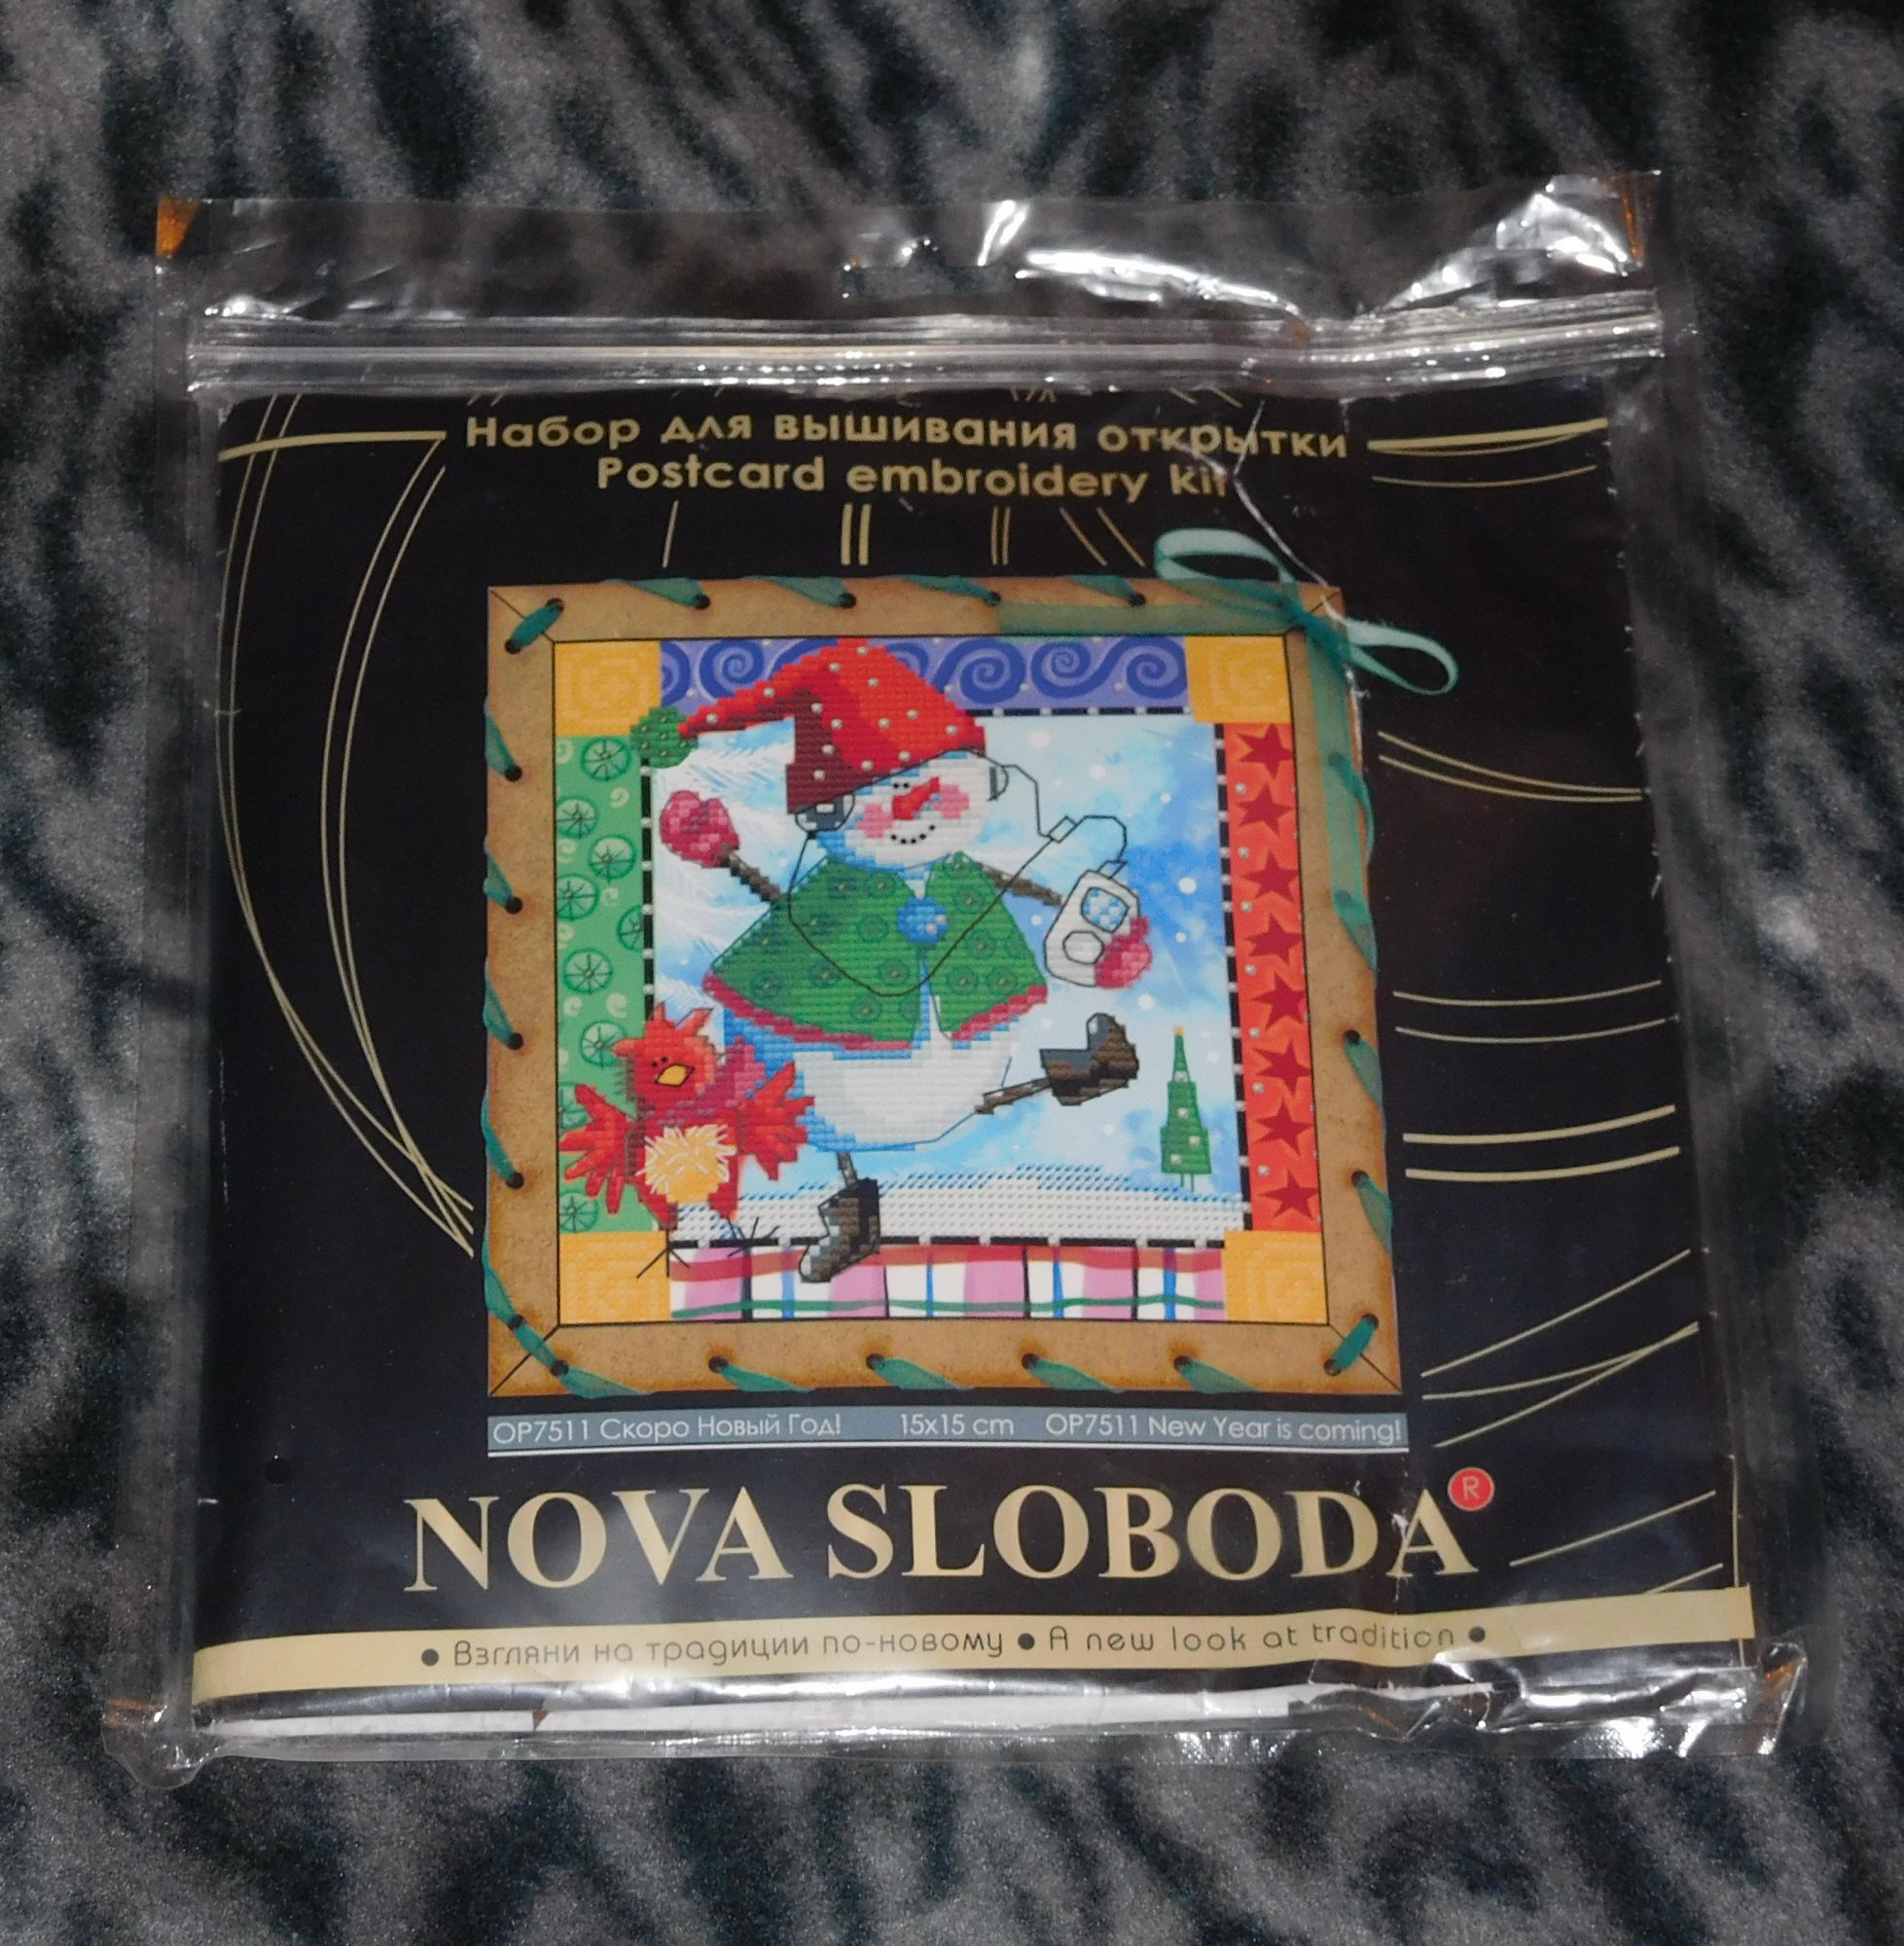 Набор для вышивания открытки
Postcard embroidery kit
OP7511 Скоро Новый Год! 15x15 cm OP7511 New Year is coming!
NOVA SLOBODA®
• Взгляни на традиции по-новому • A new look at tradition •